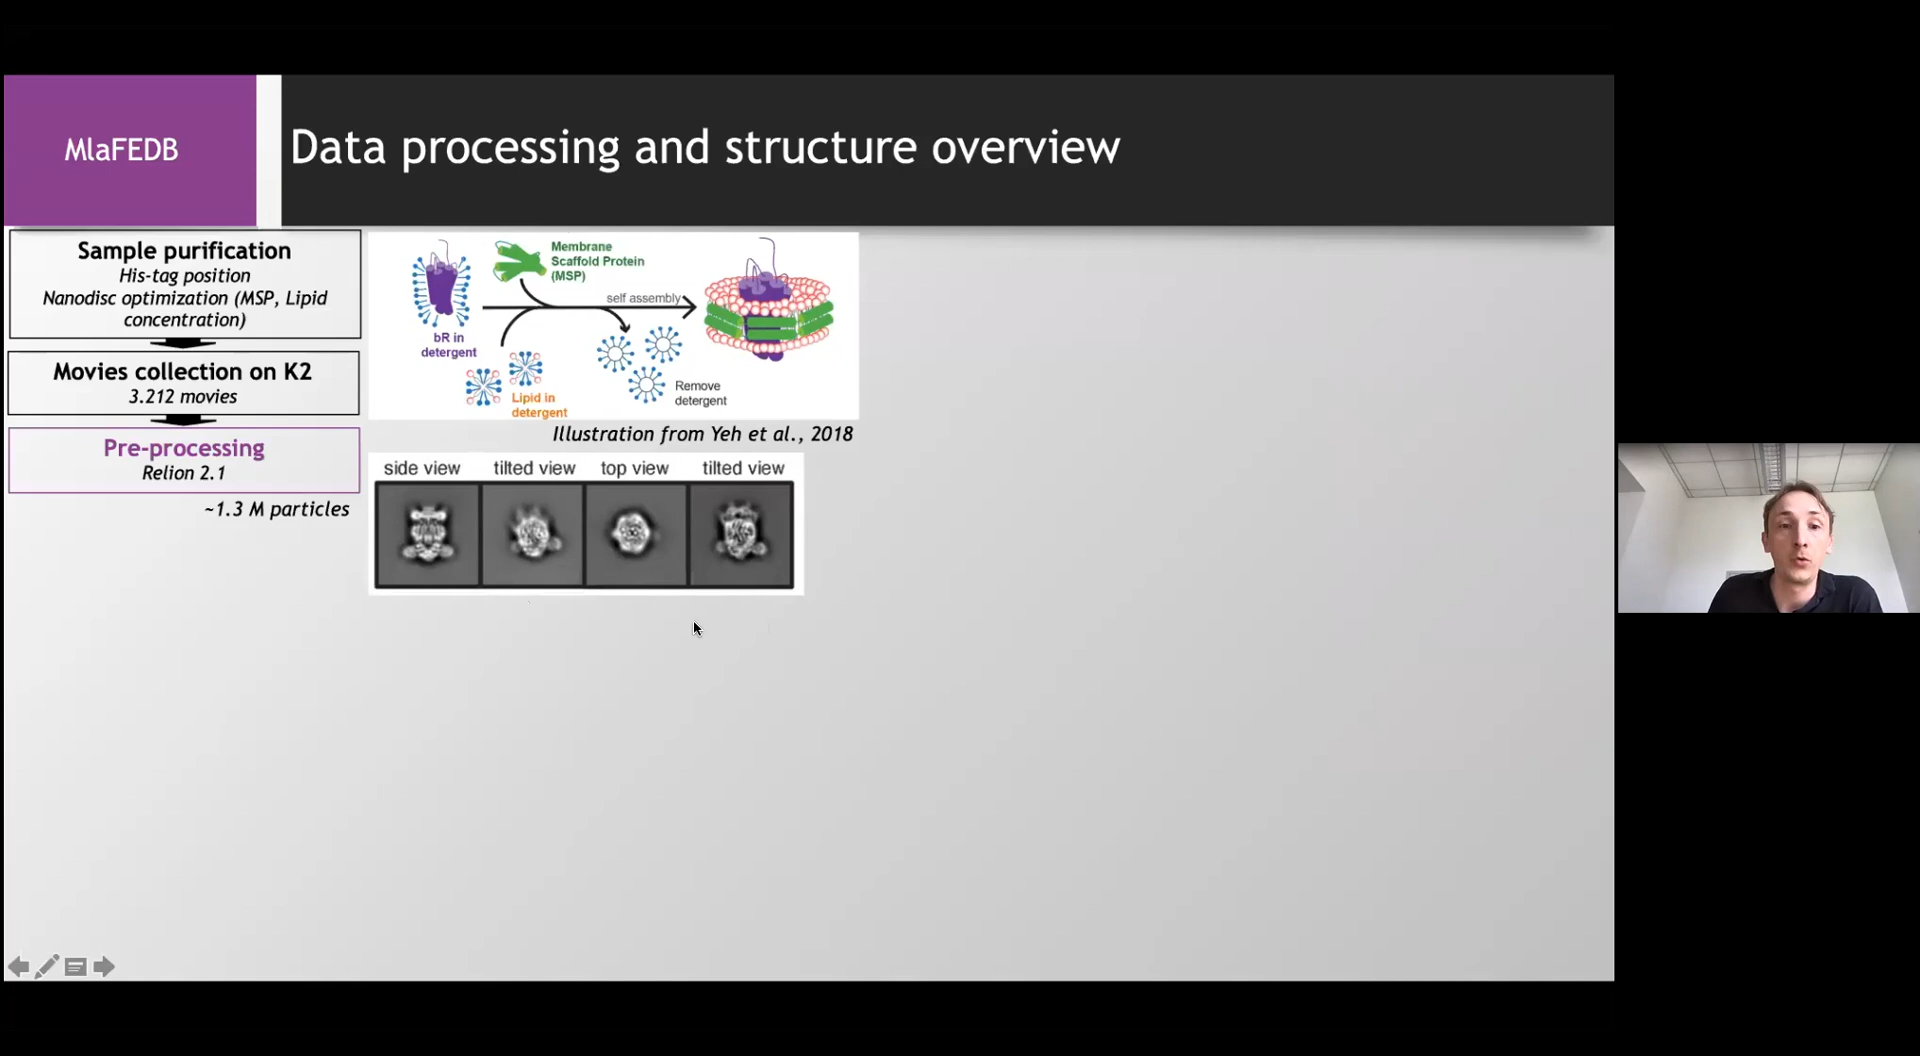 MlaFEDB
Data processing and structure overview
Sample purification
His-tag position
Nanodisc optimization (MSP, Lipid
concentration)
Movies collection on K2
3.212 movies
Pre-processing
Relion 2.1
~1.3 M particles
Membrane
Scaffold Protein
(MSP)
self assembly
bR in
detergent
Lipid in
detergent
Remove
detergent
Illustration from Yeh et al., 2018
side view
tilted view
top view
tilted view